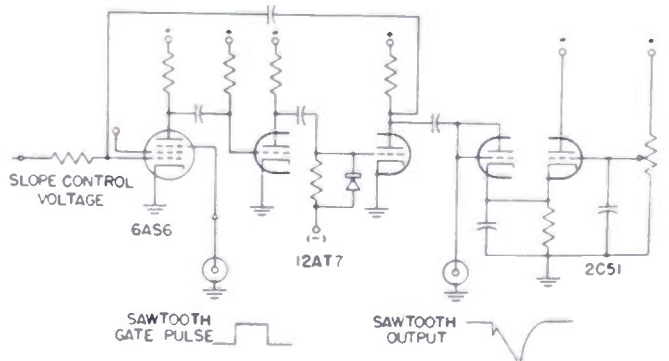 SLOPE CONTROL
VOLTAGE
6AS6
(-)
12AT7
2C51
SAWTOOTH
GATE PULSE
SAWTOOTH
OUTPUT